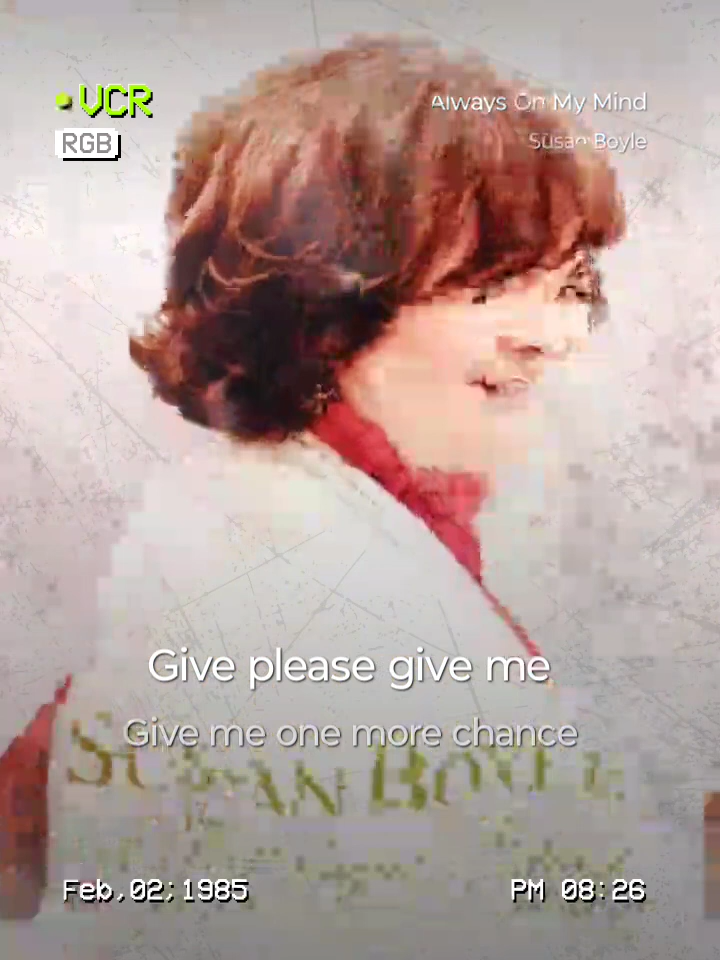 VCR
Always On My Mind
RGB
Susan Boyle
Give please give me
Give me one more chance
SUSAN BOYLE
Feb,02;1985
PM 08:26